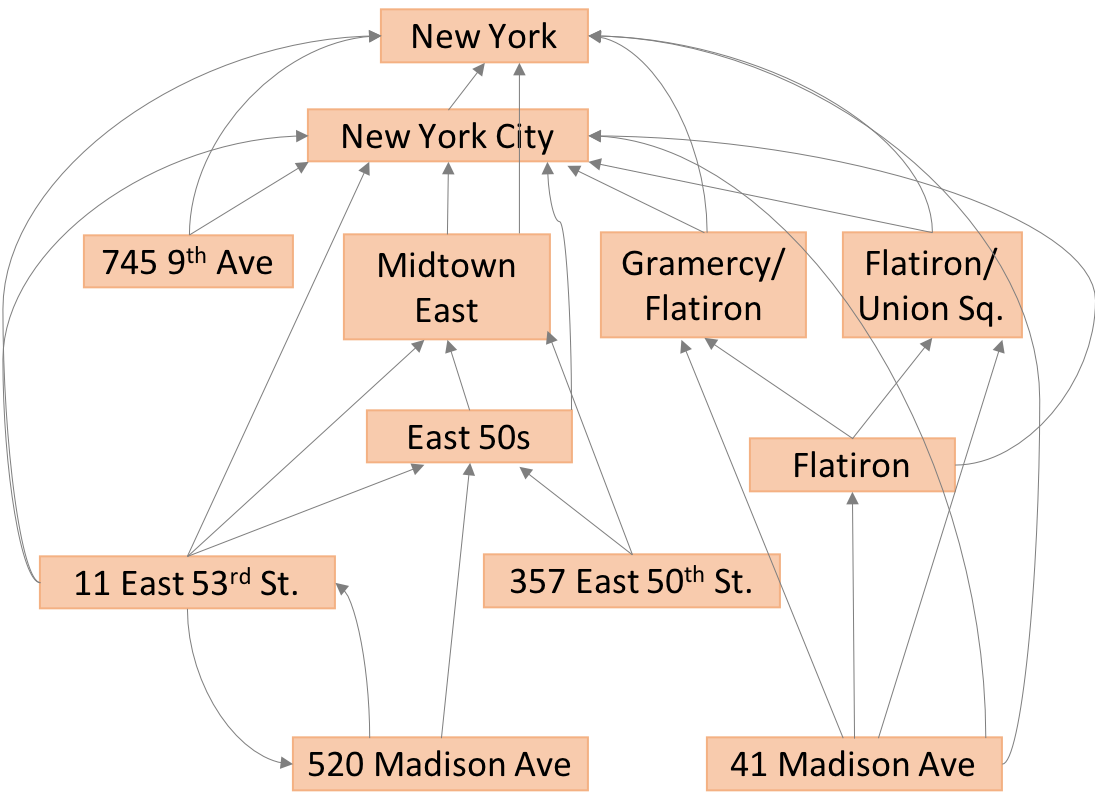 New York
New York City
745 9th Ave
Midtown
East
Gramercy/
Flatiron
Flatiron/
Union Sq.
East 50s
Flatiron
11 East 53rd St.
357 East 50th St.
520 Madison Ave
41 Madison Ave